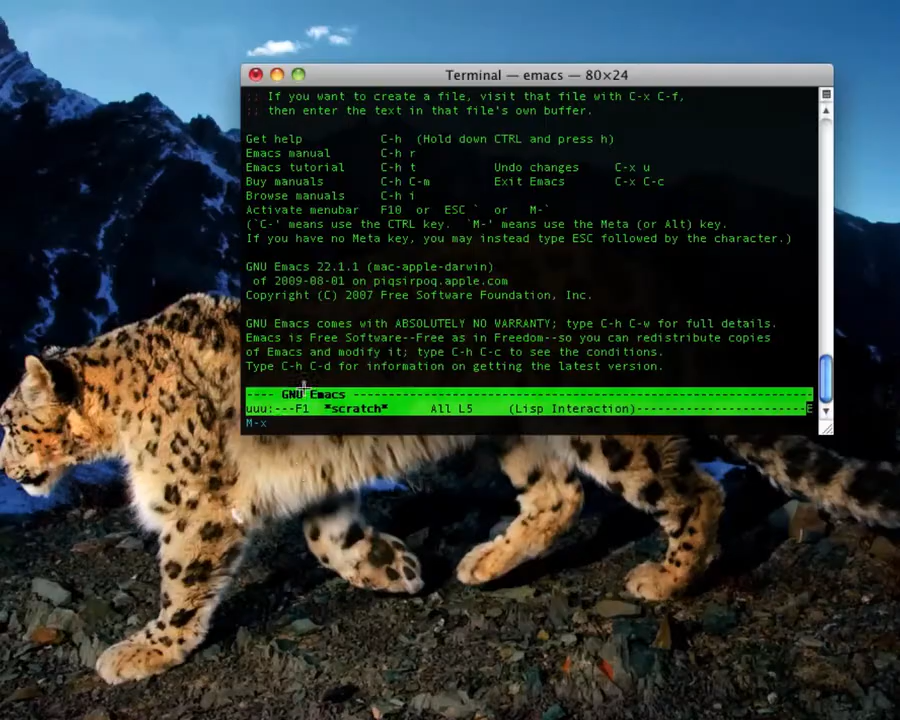 Terminal — emacs — 80×24
;; If you want to create a file, visit that file with C-x C-f,
;; then enter the text in that file's own buffer.
Get help C-h (Hold down CTRL and press h)
Emacs manual C-h r
Emacs tutorial C-h t Undo changes C-x u
Buy manuals C-h C-m Exit Emacs C-x C-c
Browse manuals C-h i
Activate menubar F10 or ESC ` or M-`
(`C-' means use the CTRL key. `M-' means use the Meta (or Alt) key.
If you have no Meta key, you may instead type ESC followed by the character.)
GNU Emacs 22.1.1 (mac-apple-darwin)
of 2009-08-01 on piqsirpoq.apple.com
Copyright (C) 2007 Free Software Foundation, Inc.
GNU Emacs comes with ABSOLUTELY NO WARRANTY; type C-h C-w for full details.
Emacs is Free Software--Free as in Freedom--so you can redistribute copies
of Emacs and modify it; type C-h C-c to see the conditions.
Type C-h C-d for information on getting the latest version.
---- GNU Emacs -----------------------------------------------------------------
uuu:---F1 *scratch* All L5 (Lisp Interaction)------------------------E
M-x